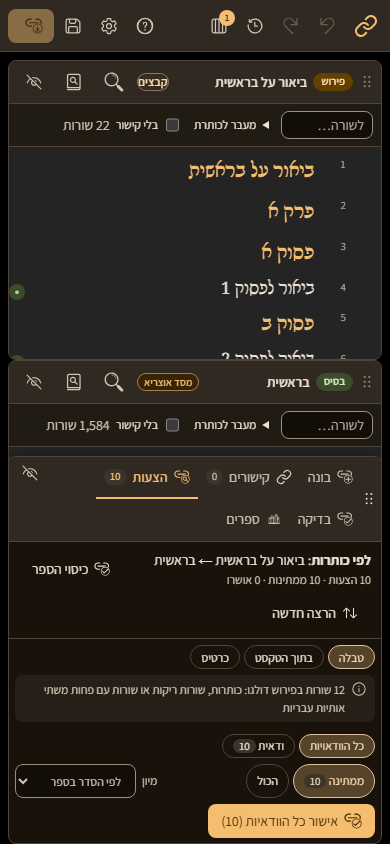 1
פירוש ביאור על בראשית קבצים
לשורה... מעבר לכותרת בלי קישור 22 שורות
1 ביאור על בראשית
2 פרק א
3 פסוק א
4 ביאור לפסוק 1
5 פסוק ב
6 ביאור לפסוק 2
בסיס בראשית מסד אוצריא
לשורה... מעבר לכותרת בלי קישור 1,584 שורות
בונה קישורים 0 הצעות 10
בדיקה ספרים
לפי כותרות: ביאור על בראשית ← בראשית כיסוי הספר
10 הצעות · 10 ממתינות · 0 אושרו
הרצה חדשה
טבלה בתוך הטקסט כרטיס
12 שורות בפירוש דולגו: כותרות, שורות ריקות או שורות עם פחות משתי
אותיות עבריות
כל הוודאויות ודאית 10
ממתינה 10 הכול מיון לפי הסדר בספר
אישור כל הוודאיות (10)